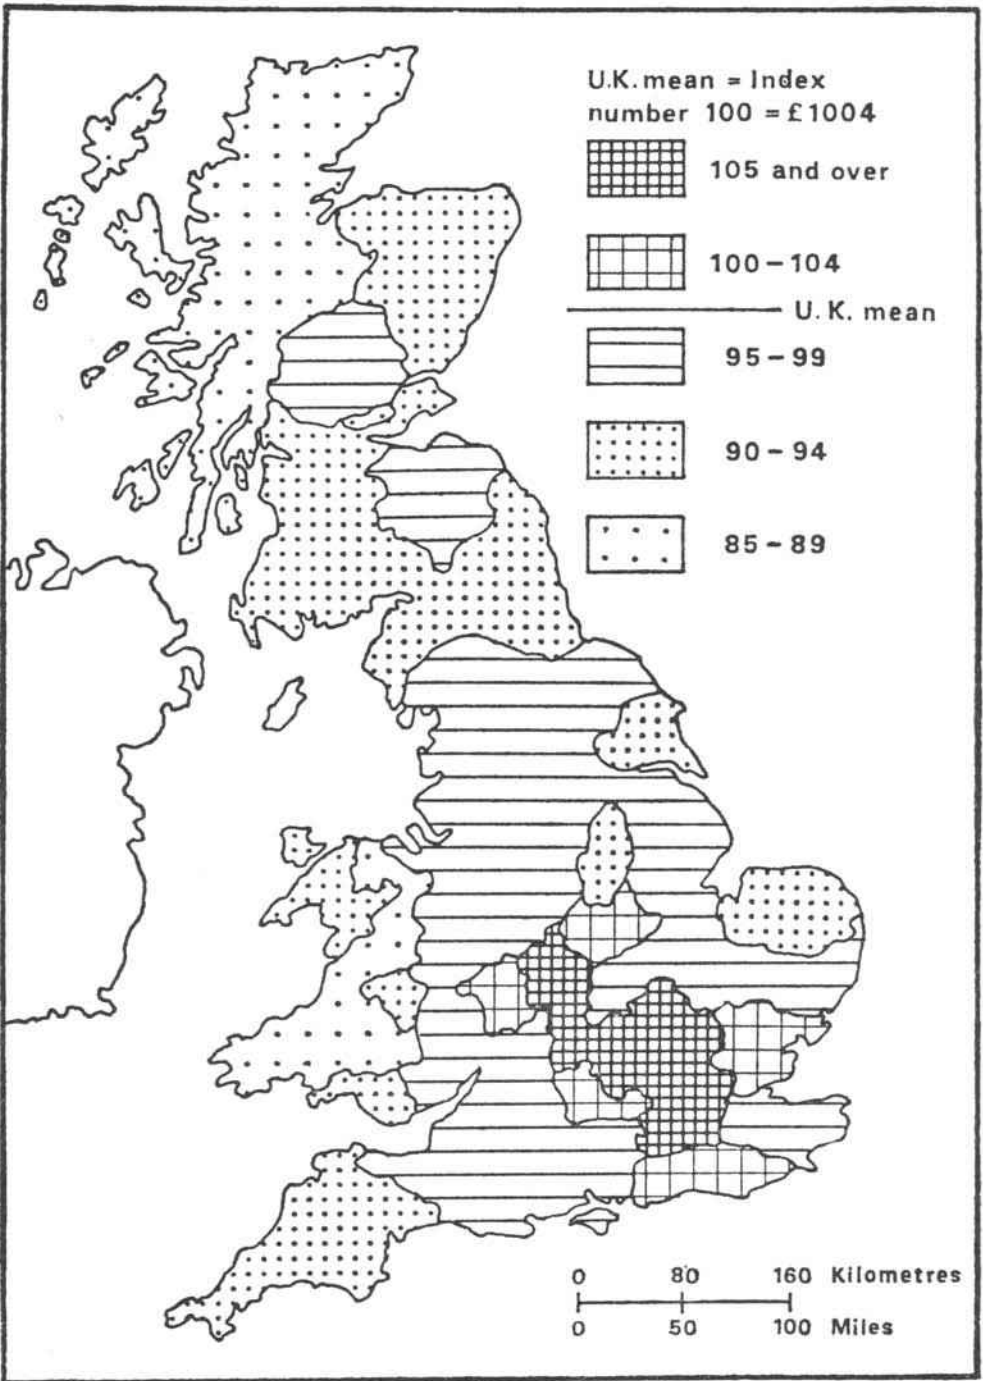 U.K. mean = Index
number 100 = £1004
105 and over
100 – 104
U. K. mean
95 – 99
90 – 94
85 – 89
0 80 160 Kilometres
0 50 100 Miles